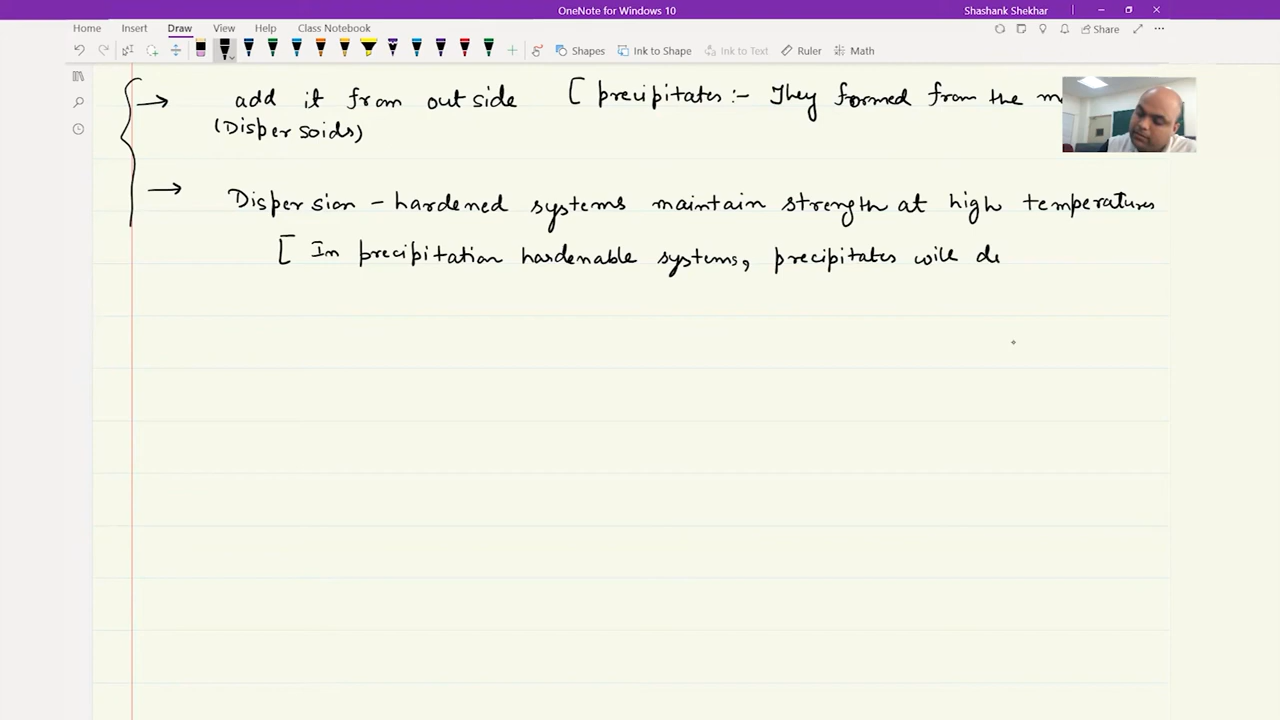 OneNote for Windows 10
Shashank Shekhar
Home Insert Draw View Help Class Notebook
Share
Shapes Ink to Shape Ink to Text Ruler Math
→ add it from outside [ precipitates :- They formed from the m
(Dispersoids)
→ Dispersion - hardened systems maintain strength at high temperatures
[ In precipitation hardenable systems, precipitates will de